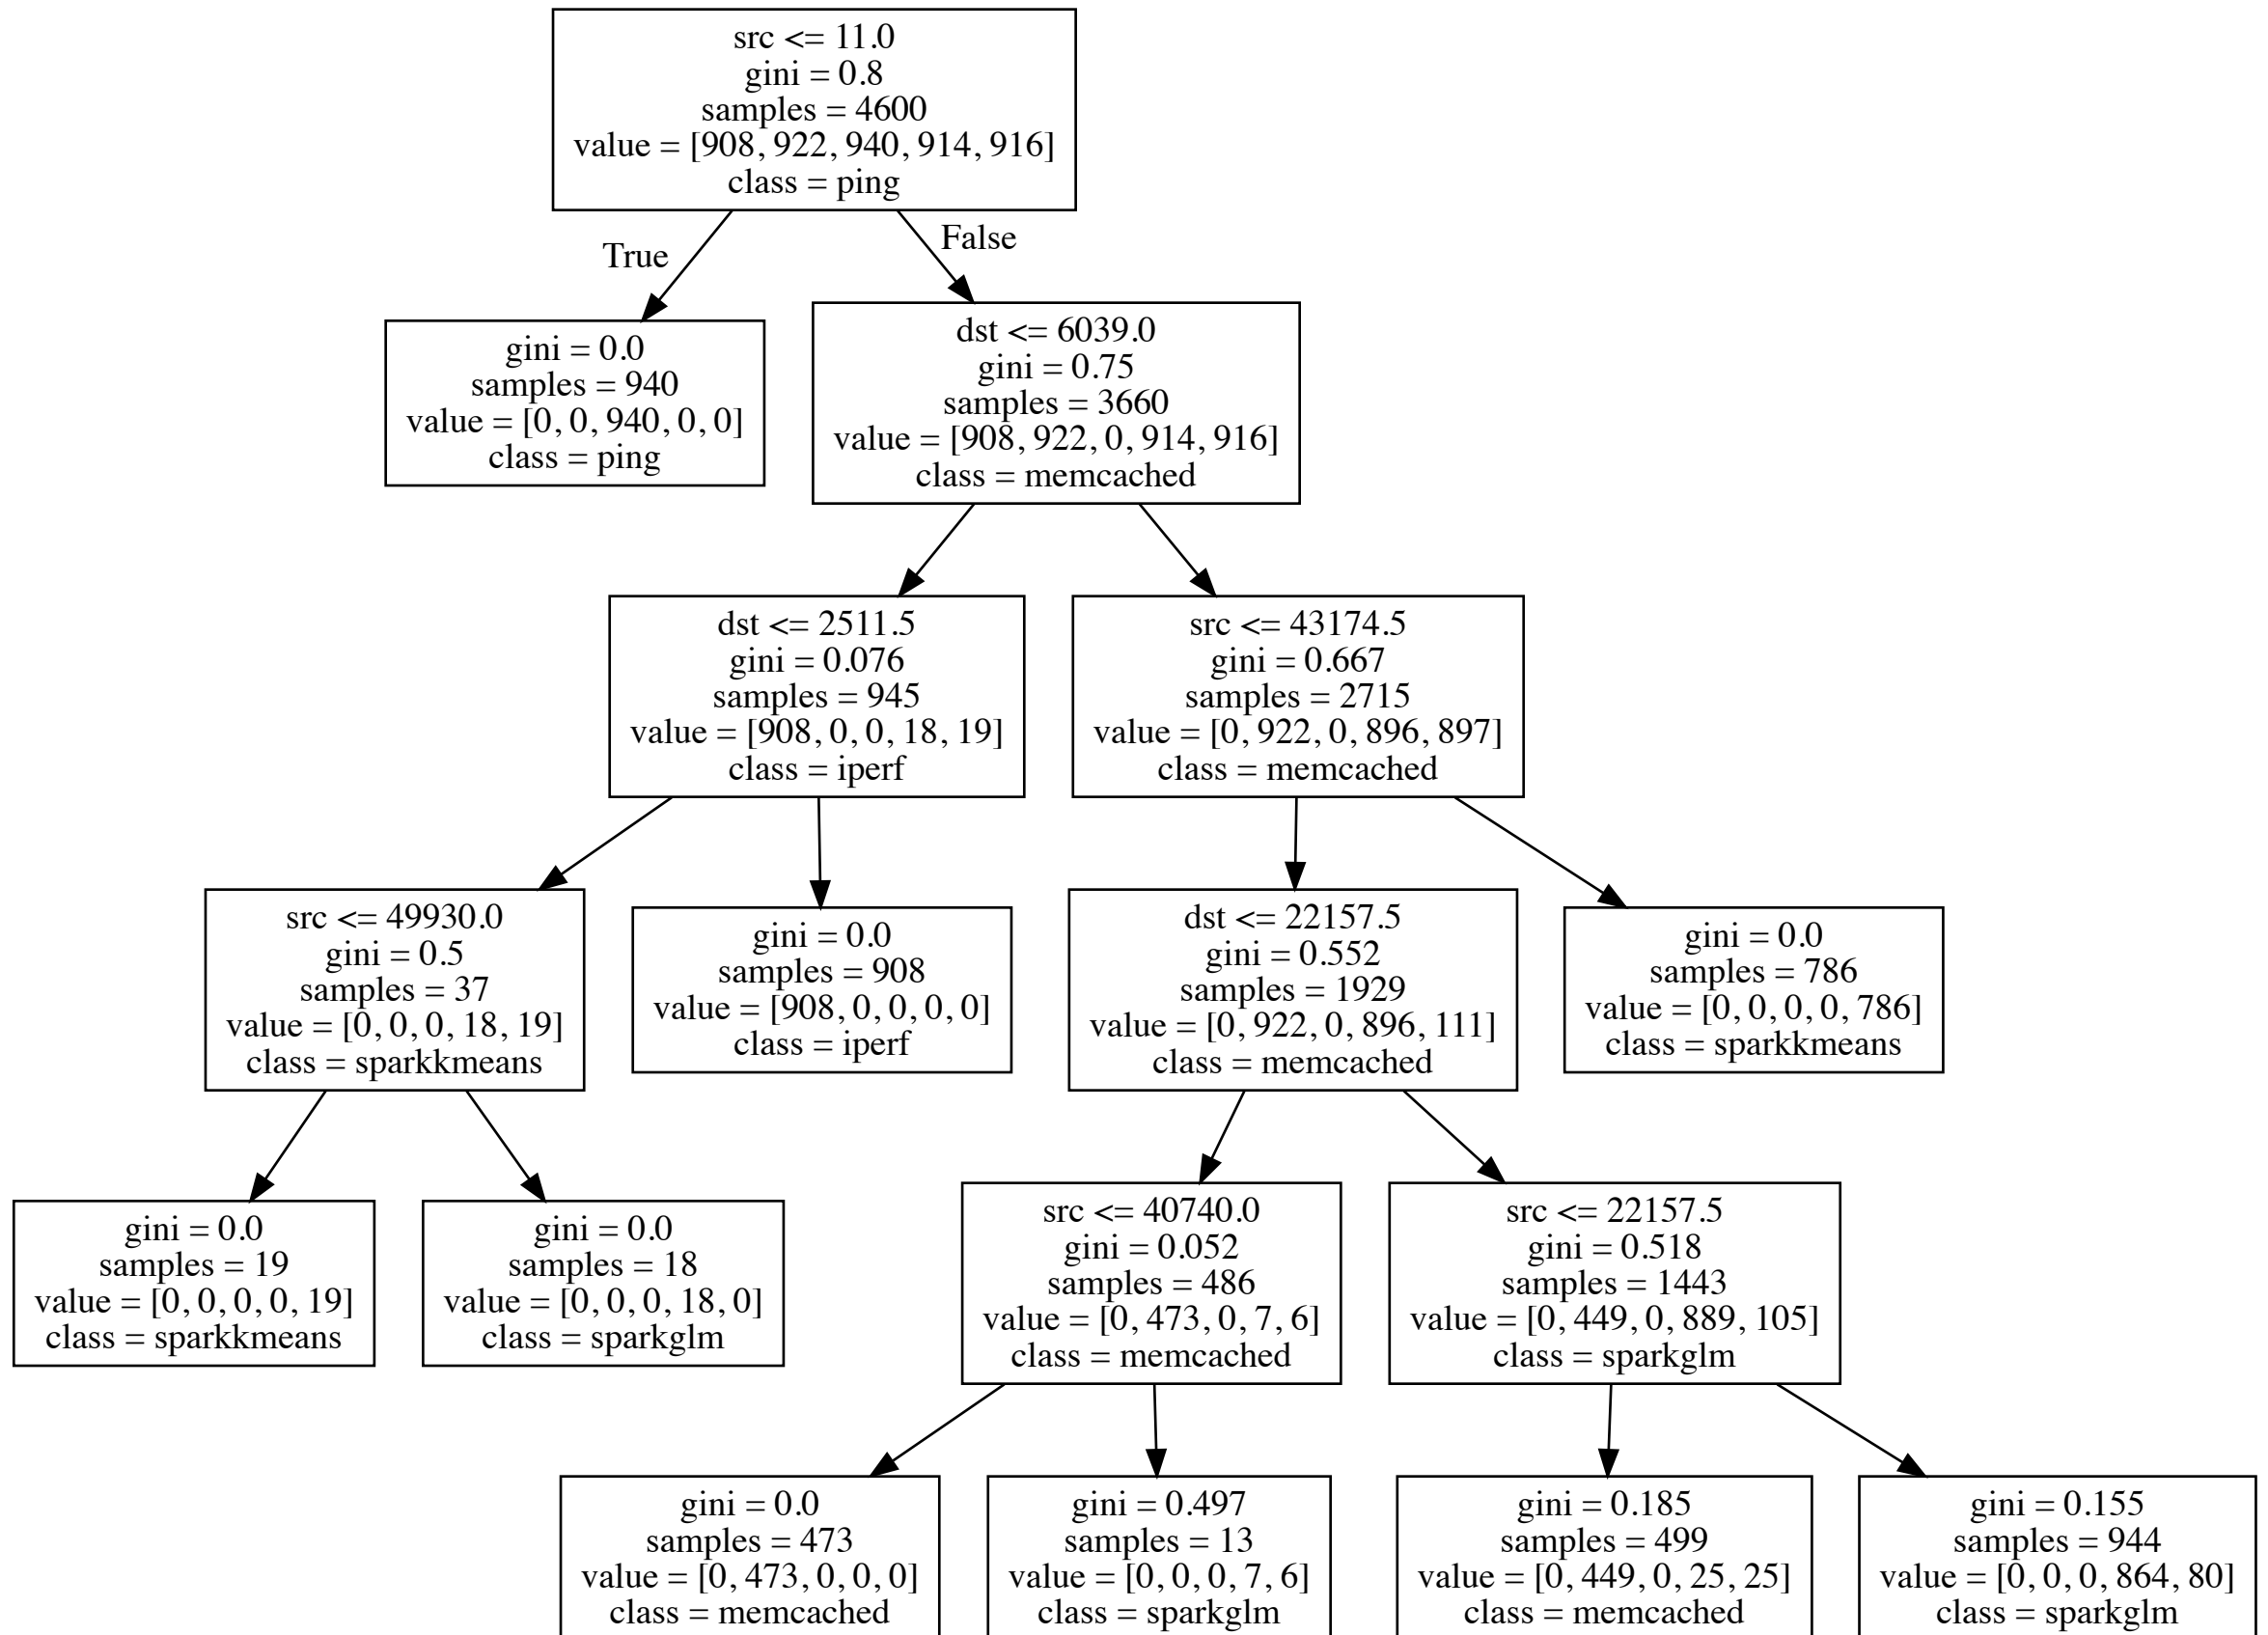 src <= 11.0
gini = 0.8
samples = 4600
value = [908, 922, 940, 914, 916]
class = ping
True
False
gini = 0.0
samples = 940
value = [0, 0, 940, 0, 0]
class = ping
dst <= 6039.0
gini = 0.75
samples = 3660
value = [908, 922, 0, 914, 916]
class = memcached
dst <= 2511.5
gini = 0.076
samples = 945
value = [908, 0, 0, 18, 19]
class = iperf
src <= 43174.5
gini = 0.667
samples = 2715
value = [0, 922, 0, 896, 897]
class = memcached
src <= 49930.0
gini = 0.5
samples = 37
value = [0, 0, 0, 18, 19]
class = sparkkmeans
gini = 0.0
samples = 908
value = [908, 0, 0, 0, 0]
class = iperf
dst <= 22157.5
gini = 0.552
samples = 1929
value = [0, 922, 0, 896, 111]
class = memcached
gini = 0.0
samples = 786
value = [0, 0, 0, 0, 786]
class = sparkkmeans
gini = 0.0
samples = 19
value = [0, 0, 0, 0, 19]
class = sparkkmeans
gini = 0.0
samples = 18
value = [0, 0, 0, 18, 0]
class = sparkglm
src <= 40740.0
gini = 0.052
samples = 486
value = [0, 473, 0, 7, 6]
class = memcached
src <= 22157.5
gini = 0.518
samples = 1443
value = [0, 449, 0, 889, 105]
class = sparkglm
gini = 0.0
samples = 473
value = [0, 473, 0, 0, 0]
class = memcached
gini = 0.497
samples = 13
value = [0, 0, 0, 7, 6]
class = sparkglm
gini = 0.185
samples = 499
value = [0, 449, 0, 25, 25]
class = memcached
gini = 0.155
samples = 944
value = [0, 0, 0, 864, 80]
class = sparkglm